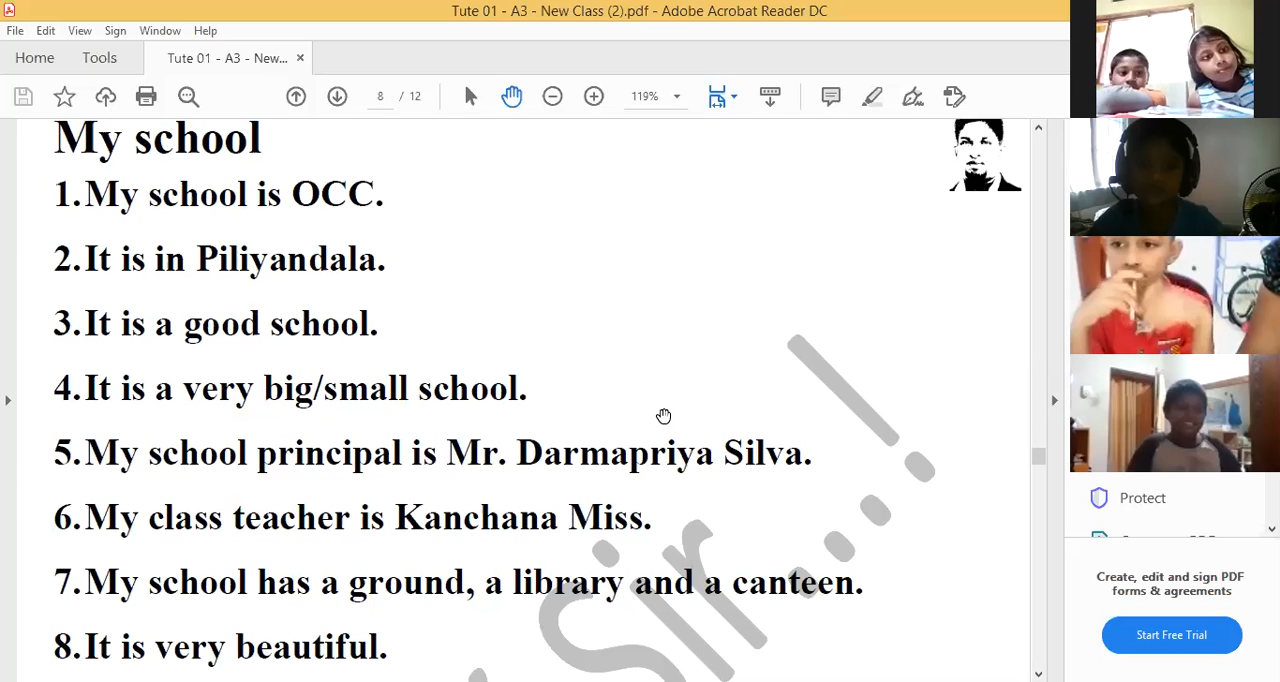 Tute 01 - A3 - New Class (2).pdf - Adobe Acrobat Reader DC
File Edit View Sign Window Help
Home Tools Tute 01 - A3 - New... ×
8 / 12 119%
My school
1.My school is OCC.
2.It is in Piliyandala.
3.It is a good school.
4.It is a very big/small school.
5.My school principal is Mr. Darmapriya Silva.
6.My class teacher is Kanchana Miss.
7.My school has a ground, a library and a canteen.
8.It is very beautiful.
Sir...!
Protect
Create, edit and sign PDF
forms & agreements
Start Free Trial